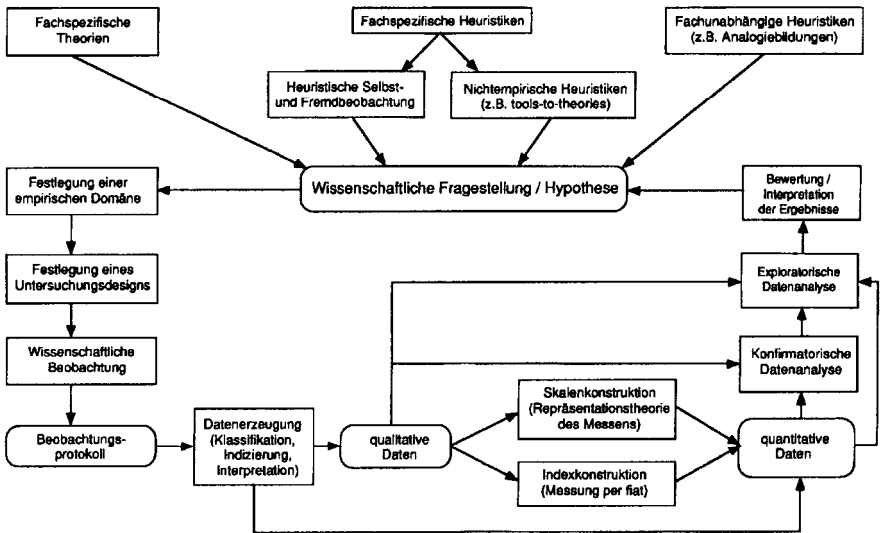 Fachspezifische
Theorien
Fachspezifische Heuristiken
Fachunabhängige Heuristiken
(z.B. Analogiebildungen)
Heuristische Selbst-
und Fremdbeobachtung
Nichtempirische Heuristiken
(z.B. tools-to-theories)
Wissenschaftliche Fragestellung / Hypothese
Festlegung einer
empirischen Domäne
Bewertung /
Interpretation
der Ergebnisse
Festlegung eines
Untersuchungsdesigns
Exploratorische
Datenanalyse
Wissenschaftliche
Beobachtung
Konfirmatorische
Datenanalyse
Beobachtungs-
protokoll
Datenerzeugung
(Klassifikation,
Indizierung,
Interpretation)
qualitative
Daten
Skalenkonstruktion
(Repräsentationstheorie
des Messens)
Indexkonstruktion
(Messung per fiat)
quantitative
Daten